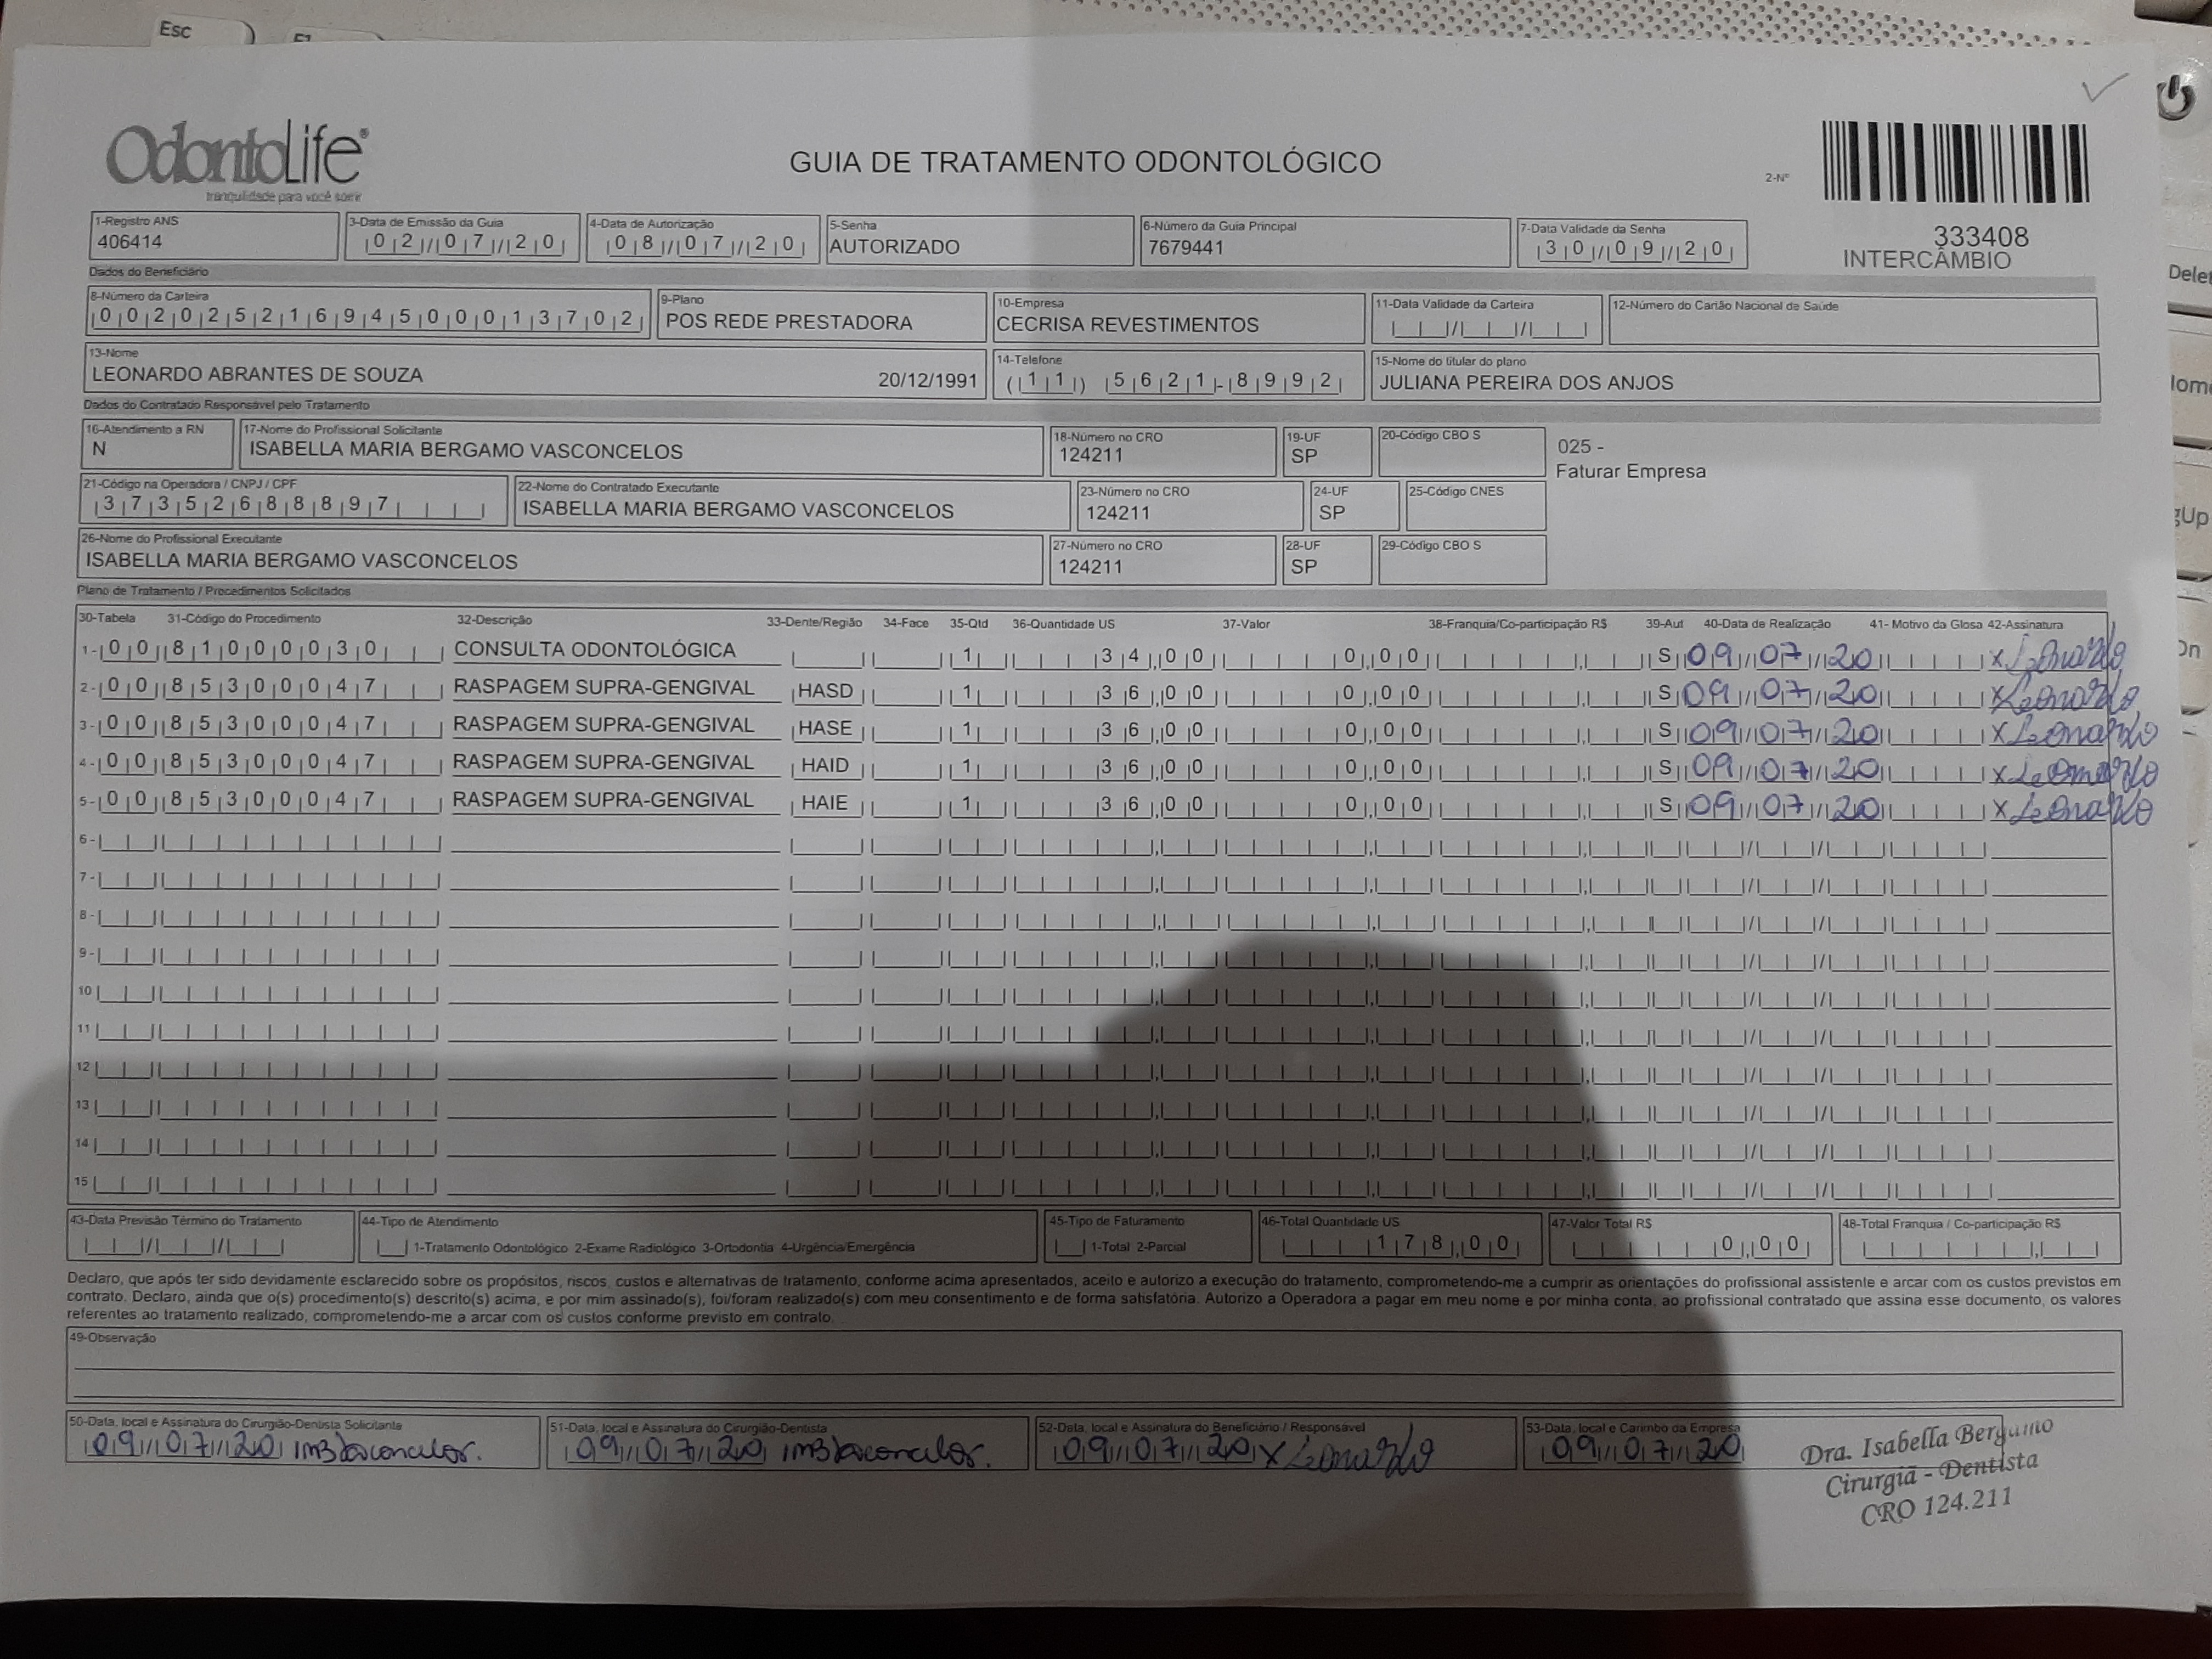 Esc
OdontoLife®
tranquilidade para você sorrir
GUIA DE TRATAMENTO ODONTOLÓGICO
2-Nº
333408
INTERCÂMBIO
1-Registro ANS
406414
3-Data de Emissão da Guia
02/07/20
4-Data de Autorização
08/07/20
5-Senha
AUTORIZADO
6-Número da Guia Principal
7679441
7-Data Validade da Senha
30/09/20
Dados do Beneficiário
8-Número da Carteira
00202521694500013702
9-Plano
POS REDE PRESTADORA
10-Empresa
CECRISA REVESTIMENTOS
11-Data Validade da Carteira
12-Número do Cartão Nacional de Saúde
13-Nome
LEONARDO ABRANTES DE SOUZA 20/12/1991
14-Telefone
(11) 5621-8992
15-Nome do titular do plano
JULIANA PEREIRA DOS ANJOS
Dados do Contratado Responsável pelo Tratamento
16-Atendimento a RN
N
17-Nome do Profissional Solicitante
ISABELLA MARIA BERGAMO VASCONCELOS
18-Número no CRO
124211
19-UF
SP
20-Código CBO S
025 -
Faturar Empresa
21-Código na Operadora / CNPJ / CPF
37352688897
22-Nome do Contratado Executante
ISABELLA MARIA BERGAMO VASCONCELOS
23-Número no CRO
124211
24-UF
SP
25-Código CNES
26-Nome do Profissional Executante
ISABELLA MARIA BERGAMO VASCONCELOS
27-Número no CRO
124211
28-UF
SP
29-Código CBO S
Plano de Tratamento / Procedimentos Solicitados
30-Tabela 31-Código do Procedimento 32-Descrição 33-Dente/Região 34-Face 35-Qtd 36-Quantidade US 37-Valor 38-Franquia/Co-participação R$ 39-Aut 40-Data de Realização 41- Motivo da Glosa 42-Assinatura
1- 00 81000030 CONSULTA ODONTOLÓGICA 1 34,00 0,00 S 09/07/20 x Leonardo
2- 00 85300047 RASPAGEM SUPRA-GENGIVAL HASD 1 36,00 0,00 S 09/07/20 x Leonardo
3- 00 85300047 RASPAGEM SUPRA-GENGIVAL HASE 1 36,00 0,00 S 09/07/20 x Leonardo
4- 00 85300047 RASPAGEM SUPRA-GENGIVAL HAID 1 36,00 0,00 S 09/07/20 x Leonardo
5- 00 85300047 RASPAGEM SUPRA-GENGIVAL HAIE 1 36,00 0,00 S 09/07/20 x Leonardo
6-
7-
8-
9-
10
11
12
13
14
15
43-Data Previsão Término do Tratamento
44-Tipo de Atendimento
1-Tratamento Odontológico 2-Exame Radiológico 3-Ortodontia 4-Urgência/Emergência
45-Tipo de Faturamento
1-Total 2-Parcial
46-Total Quantidade US
178,00
47-Valor Total R$
0,00
48-Total Franquia / Co-participação R$
Declaro, que após ter sido devidamente esclarecido sobre os propósitos, riscos, custos e alternativas de tratamento, conforme acima apresentados, aceito e autorizo a execução do tratamento, comprometendo-me a cumprir as orientações do profissional assistente e arcar com os custos previstos em
contrato. Declaro, ainda que o(s) procedimento(s) descrito(s) acima, e por mim assinado(s), foi/foram realizado(s) com meu consentimento e de forma satisfatória. Autorizo a Operadora a pagar em meu nome e por minha conta, ao profissional contratado que assina esse documento, os valores
referentes ao tratamento realizado, comprometendo-me a arcar com os custos conforme previsto em contrato.
49-Observação
50-Data, local e Assinatura do Cirurgião-Dentista Solicitante
09/07/20 IMBVasconcelos.
51-Data, local e Assinatura do Cirurgião-Dentista
09/07/20 IMBVasconcelos.
52-Data, local e Assinatura do Beneficiário / Responsável
09/07/20 x Leonardo
53-Data, local e Carimbo da Empresa
09/07/20
Dra. Isabella Bergamo
Cirurgiã - Dentista
CRO 124.211